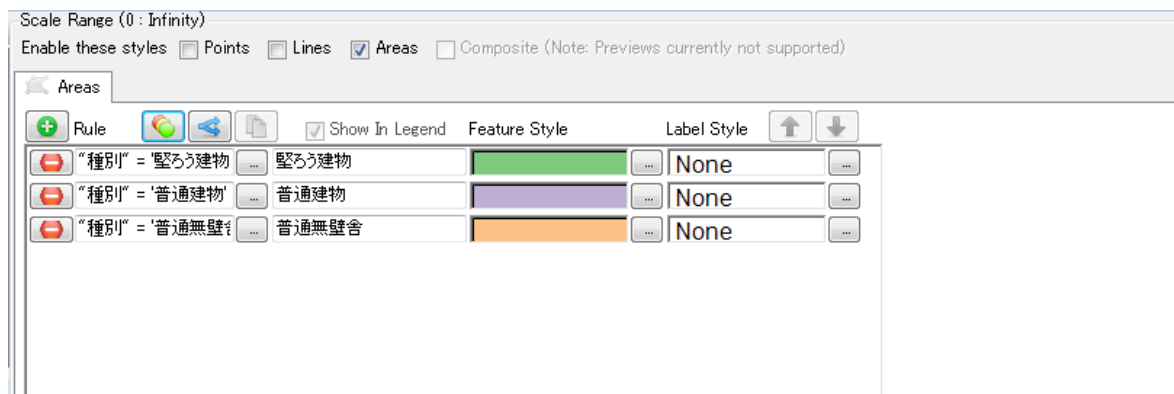 Scale Range (0 : Infinity)
Enable these styles Points Lines Areas Composite (Note: Previews currently not supported)
Areas
Rule Show In Legend Feature Style Label Style
"種別" = '堅ろう建物 ... 堅ろう建物 ... None ...
"種別" = '普通建物' ... 普通建物 ... None ...
"種別" = '普通無壁 ... 普通無壁舎 ... None ...